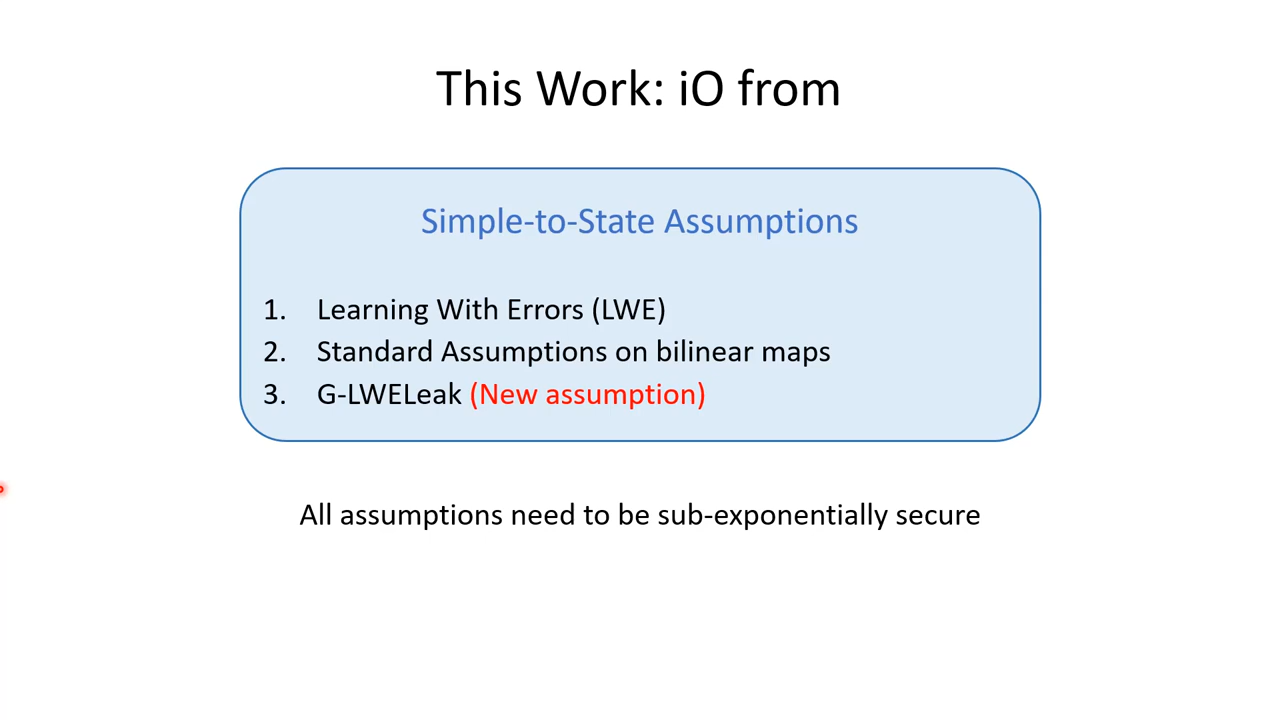 This Work: iO from
Simple-to-State Assumptions
1. Learning With Errors (LWE)
2. Standard Assumptions on bilinear maps
3. G-LWELeak (New assumption)
All assumptions need to be sub-exponentially secure